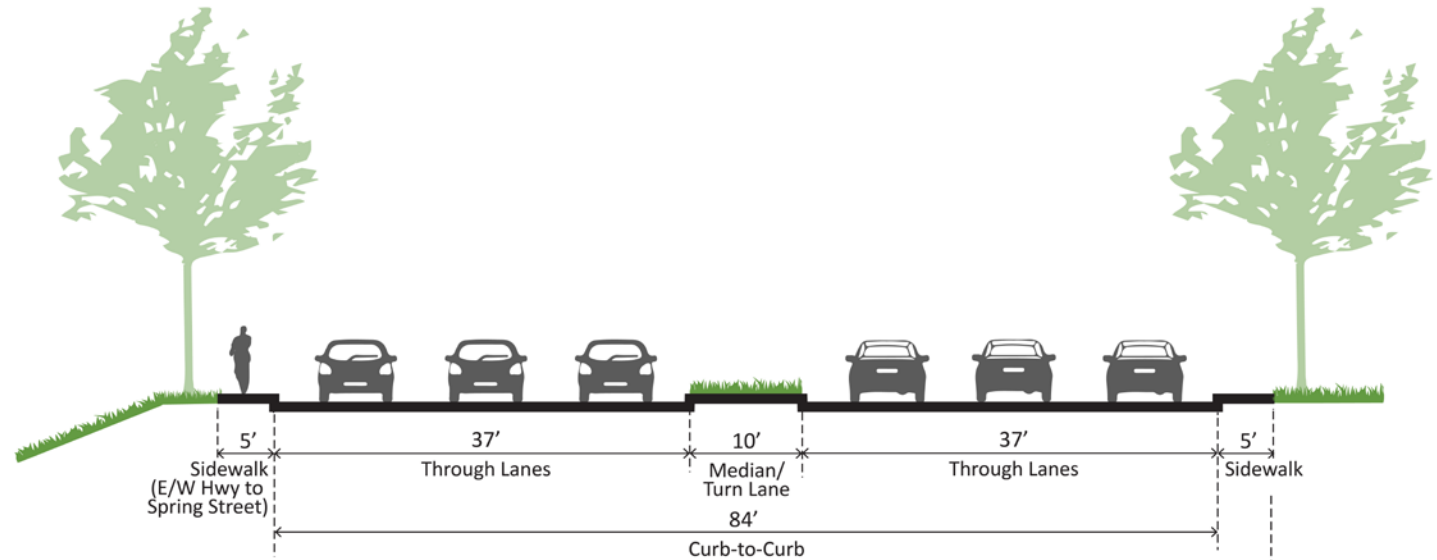 5’
37’
10’
37’
5’
Sidewalk
(E/W Hwy to
Spring Street)
Through Lanes
Median/
Turn Lane
Through Lanes
Sidewalk
84’
Curb-to-Curb